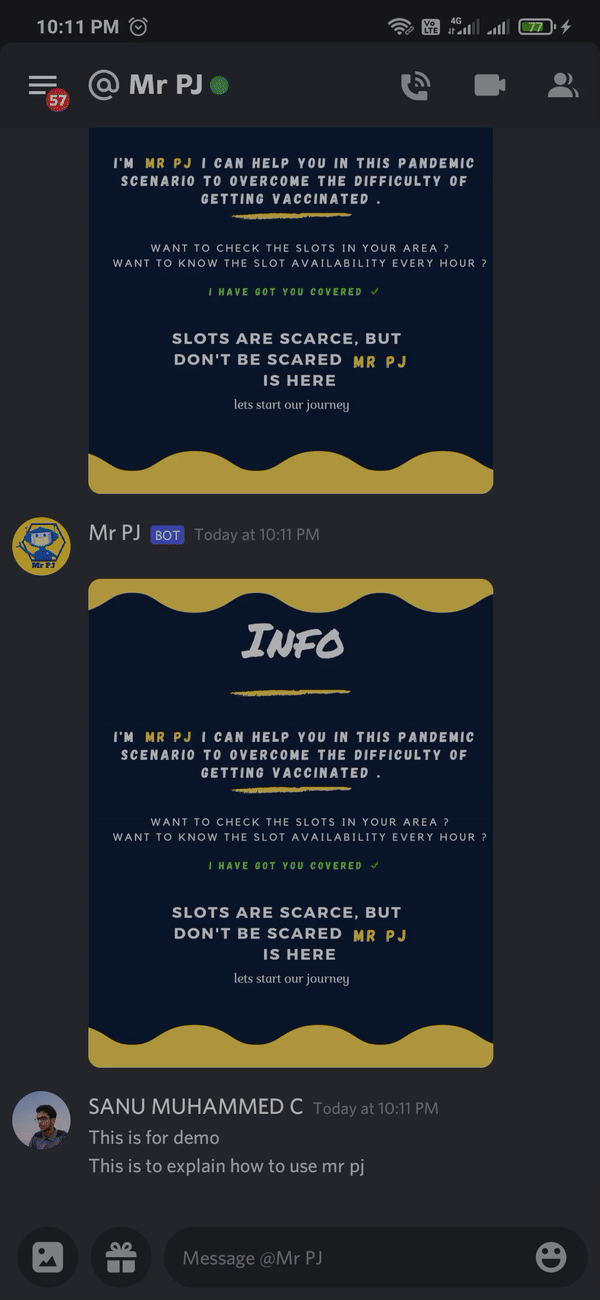 10:11 PM
Vo LTE
4G
77
57
Mr PJ
I'M MR PJ I CAN HELP YOU IN THIS PANDEMIC
SCENARIO TO OVERCOME THE DIFFICULTY OF
GETTING VACCINATED .
WANT TO CHECK THE SLOTS IN YOUR AREA ?
WANT TO KNOW THE SLOT AVAILABILITY EVERY HOUR ?
I HAVE GOT YOU COVERED ✓
SLOTS ARE SCARCE, BUT
DON'T BE SCARED MR PJ
IS HERE
lets start our journey
Mr PJ BOT Today at 10:11 PM
Mr PJ
INFO
I'M MR PJ I CAN HELP YOU IN THIS PANDEMIC
SCENARIO TO OVERCOME THE DIFFICULTY OF
GETTING VACCINATED .
WANT TO CHECK THE SLOTS IN YOUR AREA ?
WANT TO KNOW THE SLOT AVAILABILITY EVERY HOUR ?
I HAVE GOT YOU COVERED ✓
SLOTS ARE SCARCE, BUT
DON'T BE SCARED MR PJ
IS HERE
lets start our journey
SANU MUHAMMED C Today at 10:11 PM
This is for demo
This is to explain how to use mr pj
Message @Mr PJ